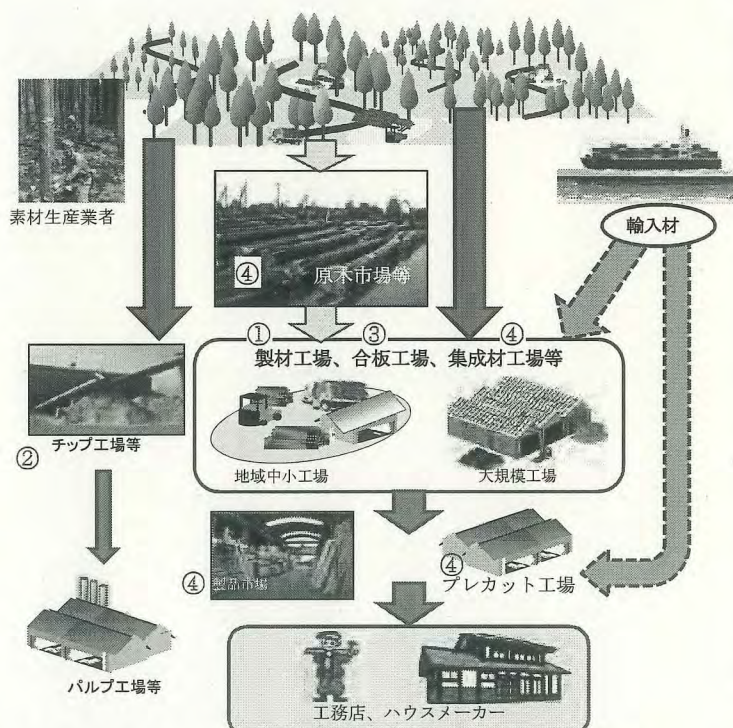 素材生産業者
④ 原木市場等
輸入材
① ③ ④
製材工場、合板工場、集成材工場等
地域中小工場
大規模工場
② チップ工場等
④ 製品市場
④ プレカット工場
パルプ工場等
工務店、ハウスメーカー